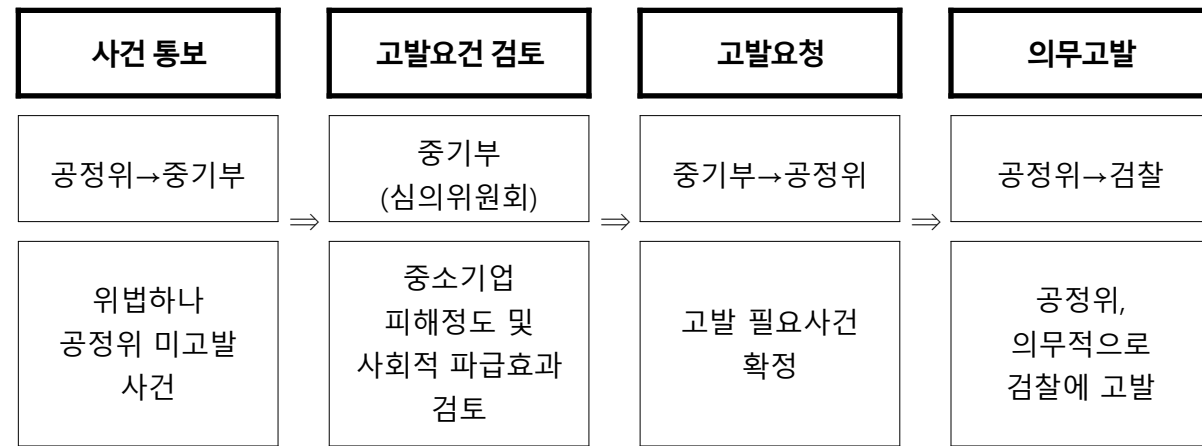 사건 통보
고발요건 검토
고발요청
의무고발
공정위→중기부
중기부
(심의위원회)
중기부→공정위
공정위→검찰
⇒
⇒
⇒
위법하나
공정위 미고발
사건
중소기업
피해정도 및
사회적 파급효과
검토
고발 필요사건
확정
공정위,
의무적으로
검찰에 고발